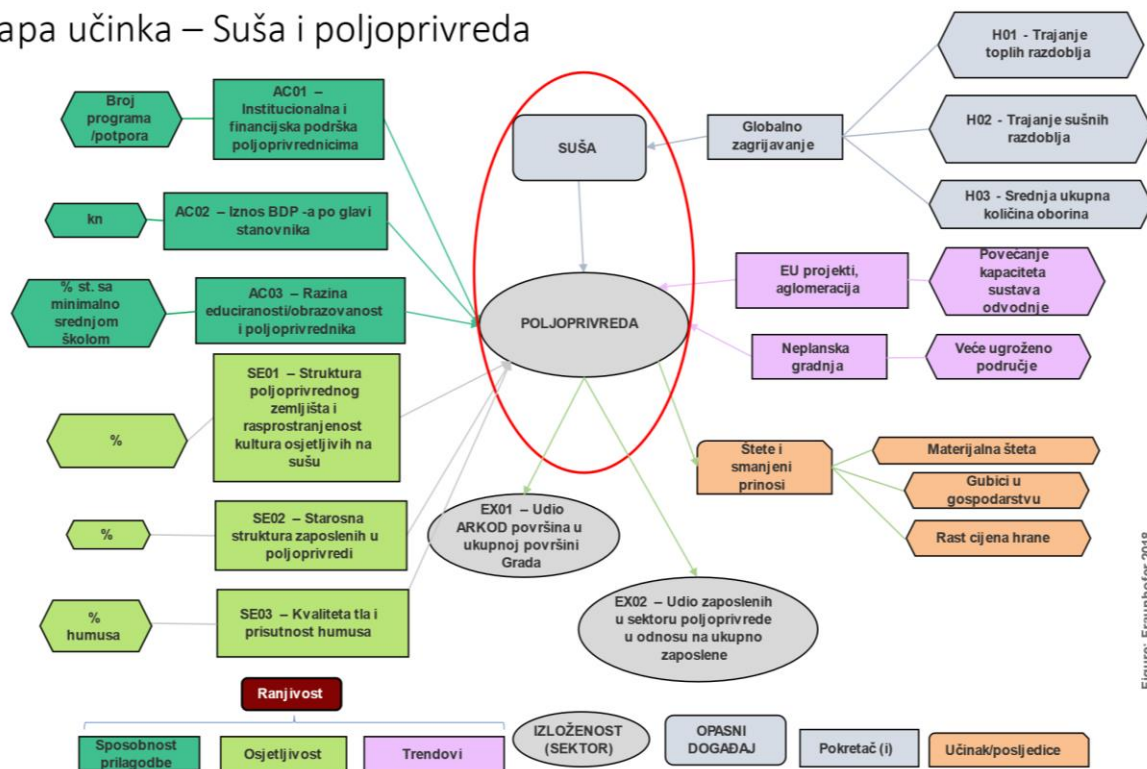 apa učinka – Suša i poljoprivreda
Broj
programa
/potpora
AC01 –
Institucionalna i
financijska podrška
poljoprivrednicima
kn
AC02 – Iznos BDP -a po glavi
stanovnika
% st. sa
minimalno
srednjom
školom
AC03 – Razina
educiranosti/obrazovanost
i poljoprivrednika
%
SE01 – Struktura
poljoprivrednog
zemljišta i
rasprostranjenost
kultura osjetljivih na
sušu
%
SE02 – Starosna
struktura zaposlenih u
poljoprivredi
%
humusa
SE03 – Kvaliteta tla i
prisutnost humusa
SUŠA
POLJOPRIVREDA
EX01 – Udio
ARKOD površina u
ukupnoj površini
Grada
EX02 – Udio zaposlenih
u sektoru poljoprivrede
u odnosu na ukupno
zaposlene
Globalno
zagrijavanje
H01 - Trajanje
toplih razdoblja
H02 - Trajanje sušnih
razdoblja
H03 – Srednja ukupna
količina oborina
EU projekti,
aglomeracija
Povećanje
kapaciteta
sustava
odvodnje
Neplanska
gradnja
Veće ugroženo
područje
Štete i
smanjeni
prinosi
Materijalna šteta
Gubici u
gospodarstvu
Rast cijena hrane
Figure: Fraunhofer 2018
Ranjivost
Sposobnost
prilagodbe
Osjetljivost
Trendovi
IZLOŽENOST
(SEKTOR)
OPASNI
DOGAĐAJ
Pokretač (i)
Učinak/posljedice